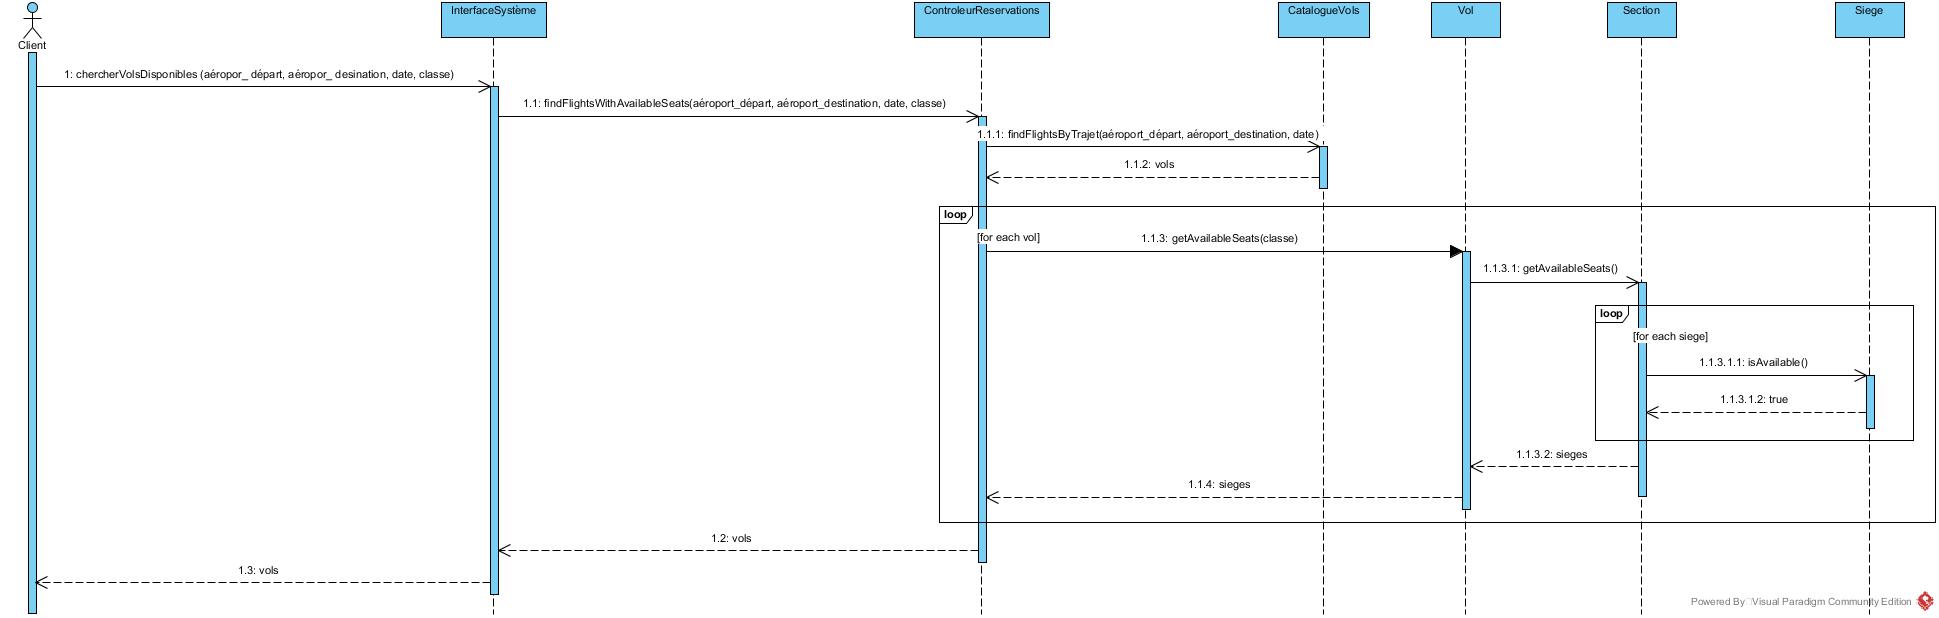 InterfaceSystème
ControleurReservations
CatalogueVols
Vol
Section
Siege
Client
1: chercherVolsDisponibles (aéropor_ départ, aéropor_ desination, date, classe)
1.1: findFlightsWithAvailableSeats(aéroport_départ, aéroport_destination, date, classe)
1.1.1: findFlightsByTrajet(aéroport_départ, aéroport_destination, date)
1.1.2: vols
loop
[for each vol]
1.1.3: getAvailableSeats(classe)
1.1.3.1: getAvailableSeats()
loop
[for each siege]
1.1.3.1.1: isAvailable()
1.1.3.1.2: true
1.1.3.2: sieges
1.1.4: sieges
1.2: vols
1.3: vols
Powered By Visual Paradigm Community Edition